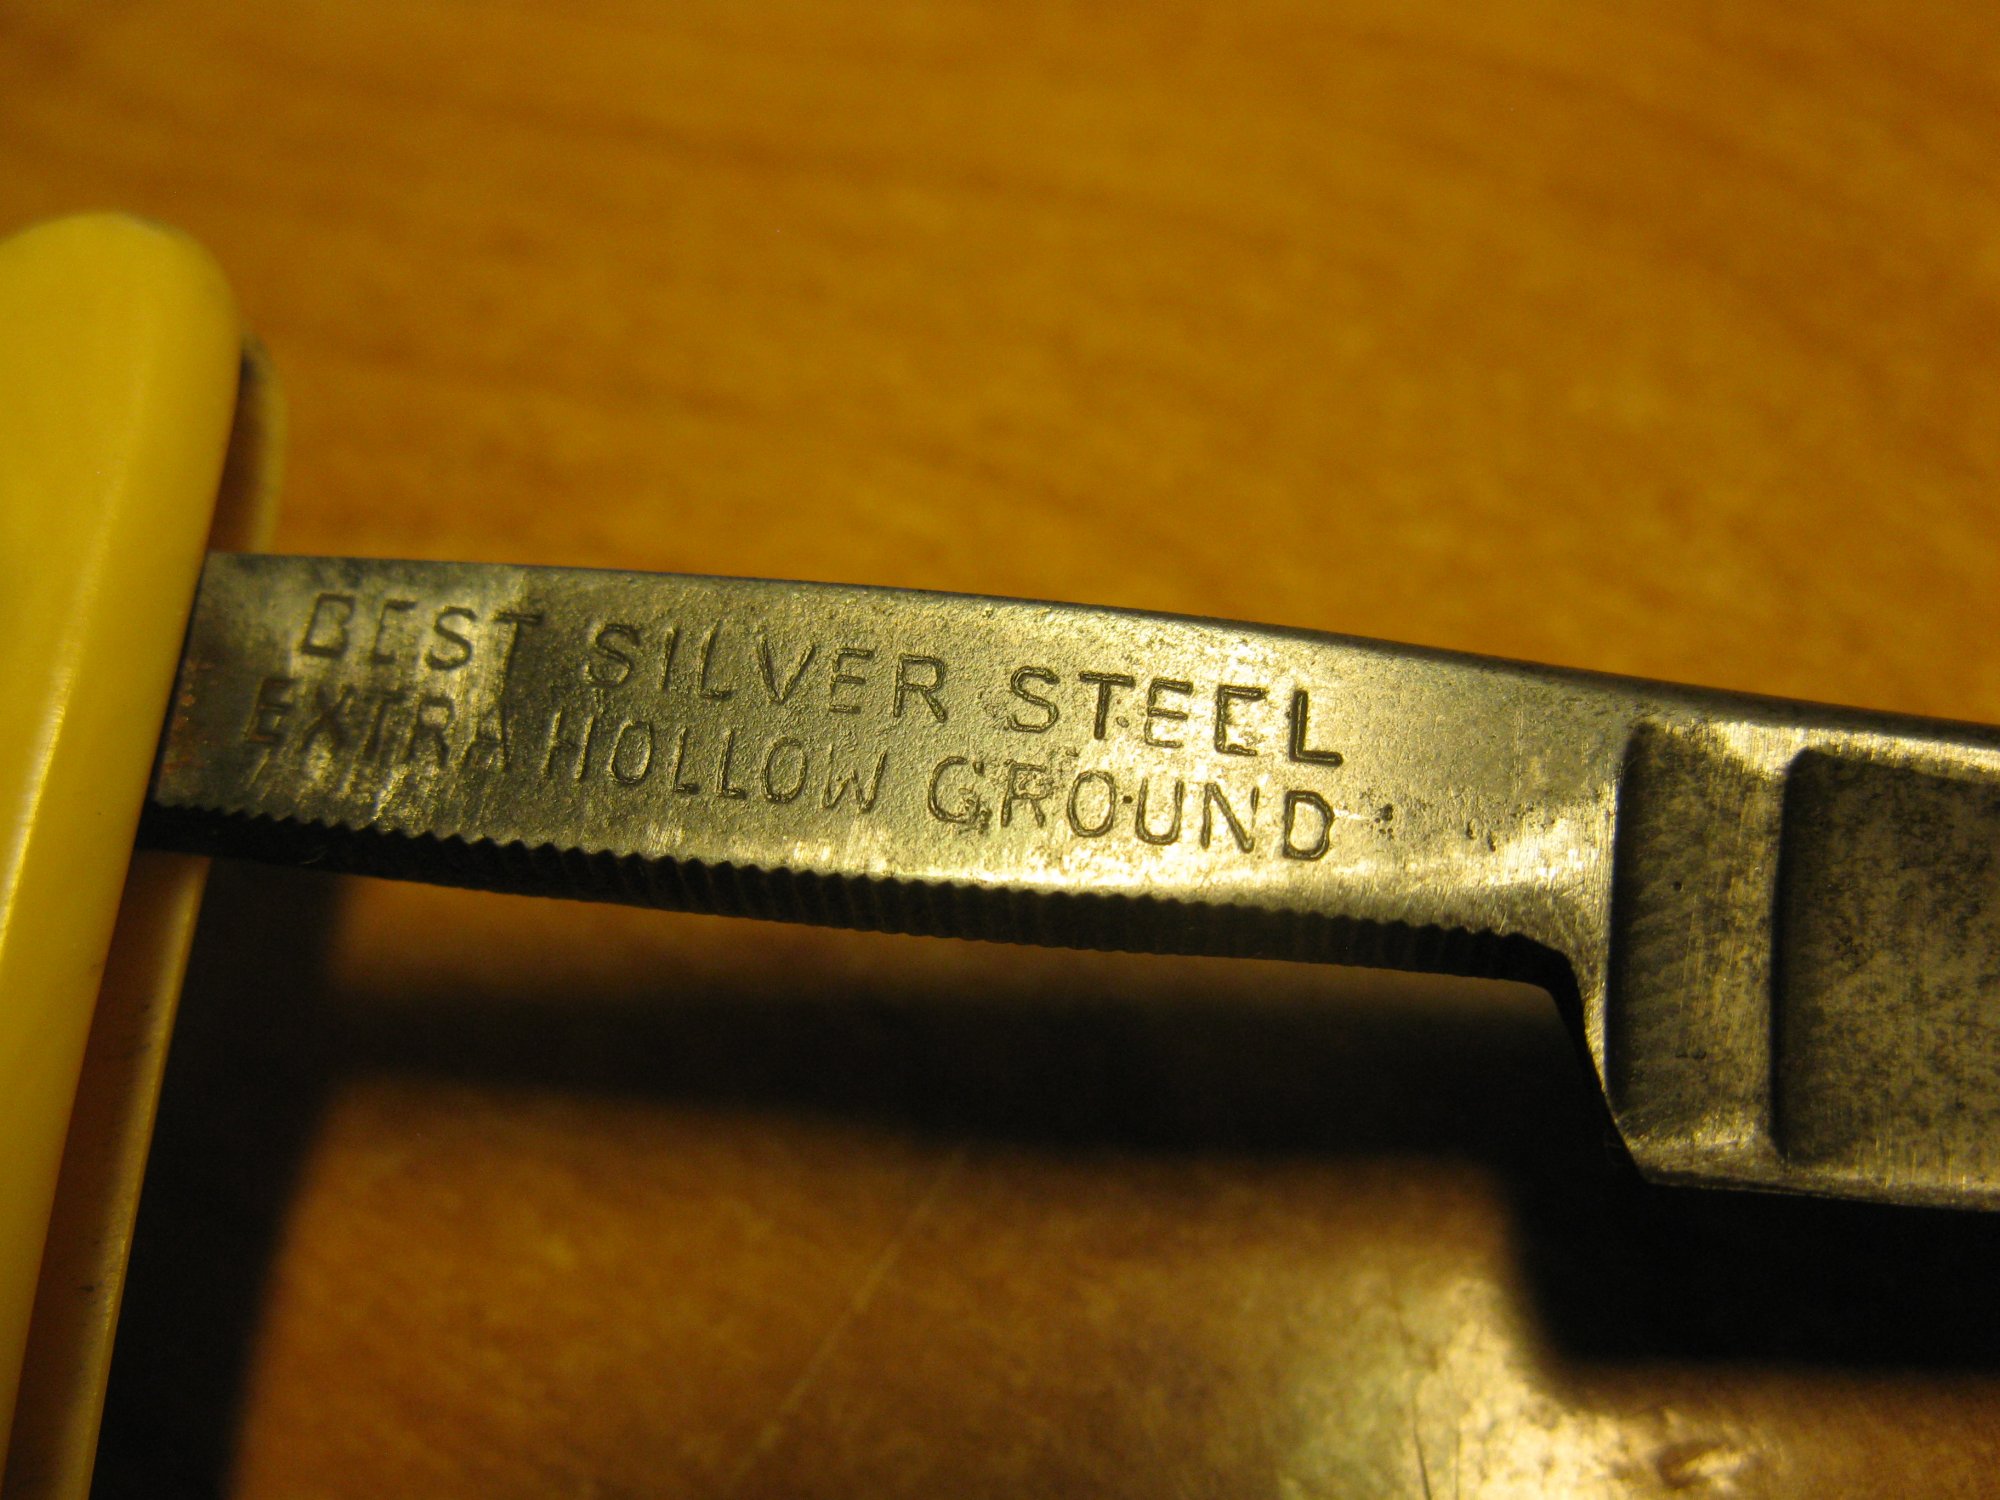 BEST SILVER STEEL
EXTRA HOLLOW GROUND